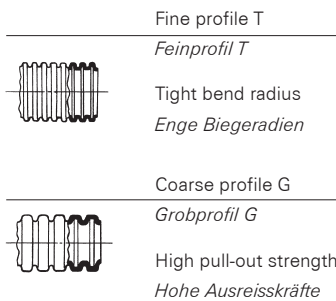 Fine profile T
Feinprofil T
Tight bend radius
Enge Biegeradien
Coarse profile G
Grobprofil G
High pull-out strength
Hohe Ausreisskräfte